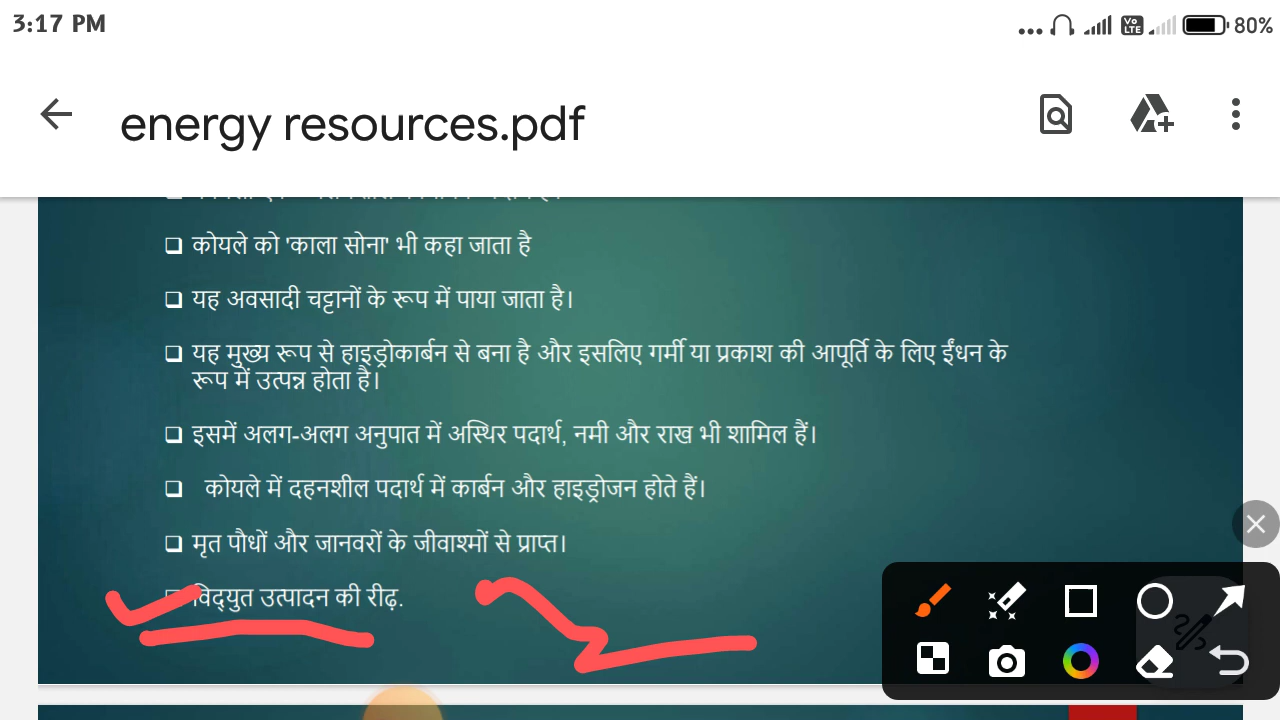 3:17 PM
Vo LTE
80%
energy resources.pdf
❑ कोयले को 'काला सोना' भी कहा जाता है
❑ यह अवसादी चट्टानों के रूप में पाया जाता है।
❑ यह मुख्य रूप से हाइड्रोकार्बन से बना है और इसलिए गर्मी या प्रकाश की आपूर्ति के लिए ईंधन के
रूप में उत्पन्न होता है।
❑ इसमें अलग-अलग अनुपात में अस्थिर पदार्थ, नमी और राख भी शामिल हैं।
❑ कोयले में दहनशील पदार्थ में कार्बन और हाइड्रोजन होते हैं।
❑ मृत पौधों और जानवरों के जीवाश्मों से प्राप्त।
❑ विद्युत उत्पादन की रीढ़.